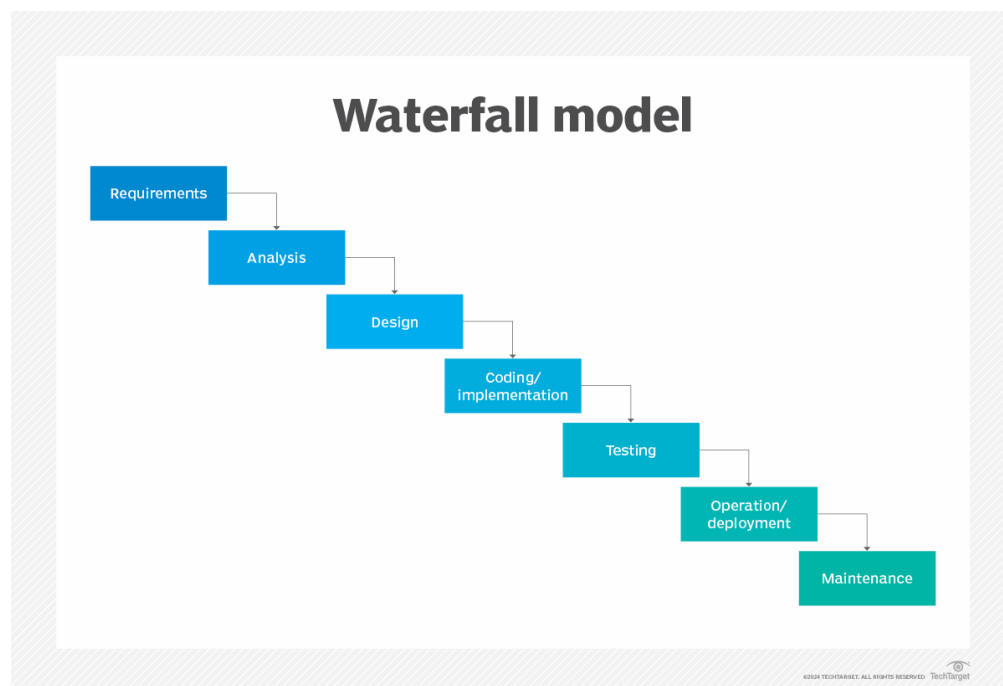 Waterfall model
Requirements
Analysis
Design
Coding/
implementation
Testing
Operation/
deployment
Maintenance
©2024 TECHTARGET. ALL RIGHTS RESERVED TechTarget